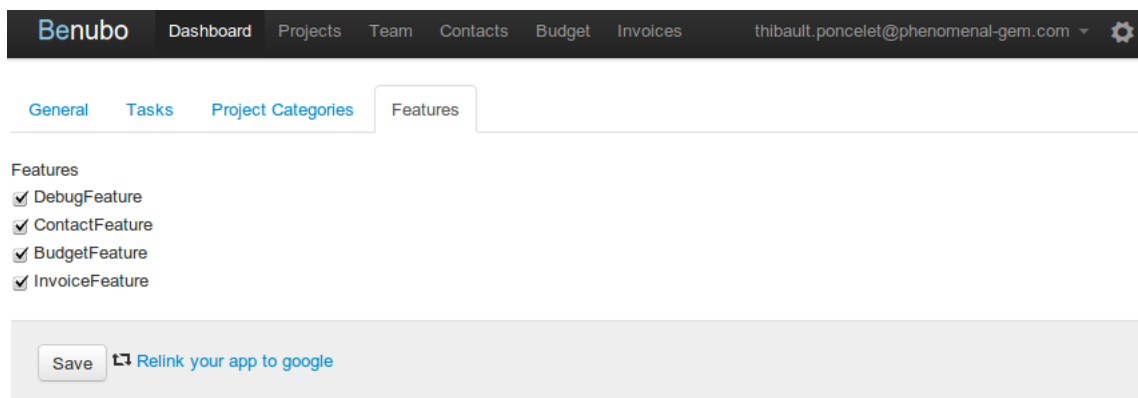 Benubo Dashboard Projects Team Contacts Budget Invoices thibault.poncelet@phenomenal-gem.com
General Tasks Project Categories Features
Features
DebugFeature
ContactFeature
BudgetFeature
InvoiceFeature
Save Relink your app to google